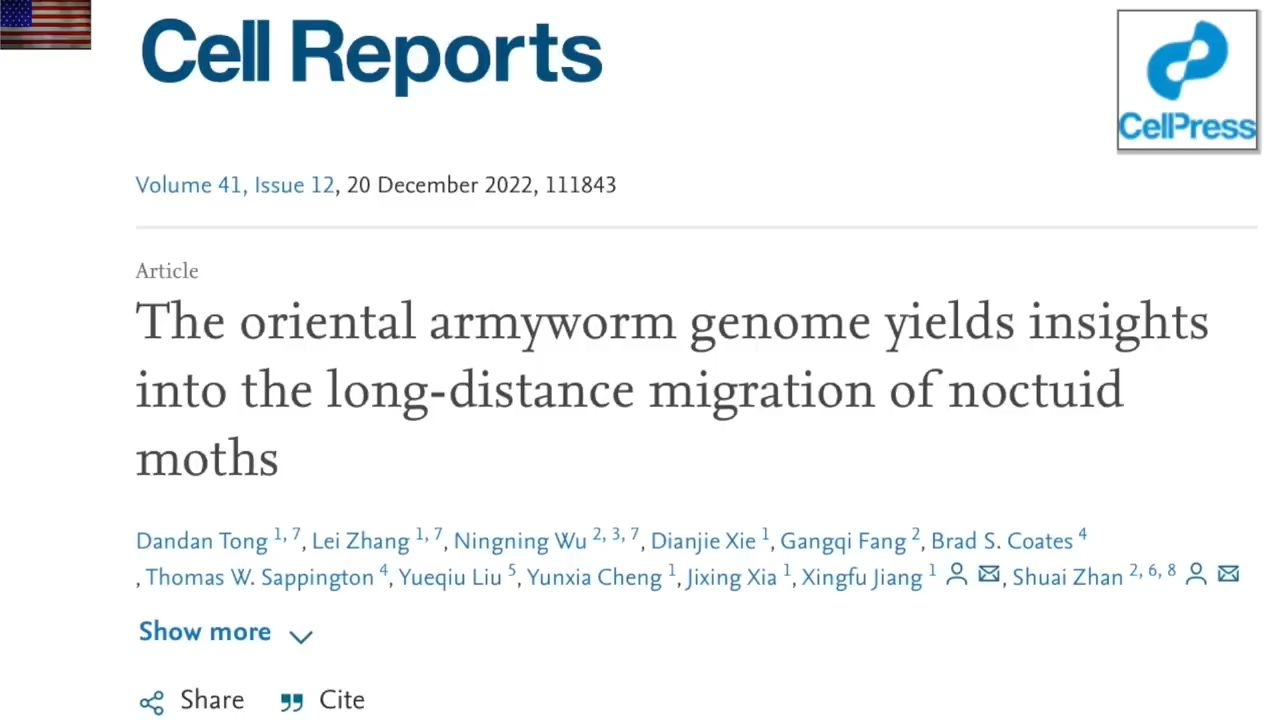 Cell Reports
CellPress
Volume 41, Issue 12, 20 December 2022, 111843
Article
The oriental armyworm genome yields insights
into the long-distance migration of noctuid
moths
Dandan Tong 1, 7, Lei Zhang 1, 7, Ningning Wu 2, 3, 7, Dianjie Xie 1, Gangqi Fang 2, Brad S. Coates 4
, Thomas W. Sappington 4, Yueqiu Liu 5, Yunxia Cheng 1, Jixing Xia 1, Xingfu Jiang 1, Shuai Zhan 2, 6, 8
Show more
Share Cite